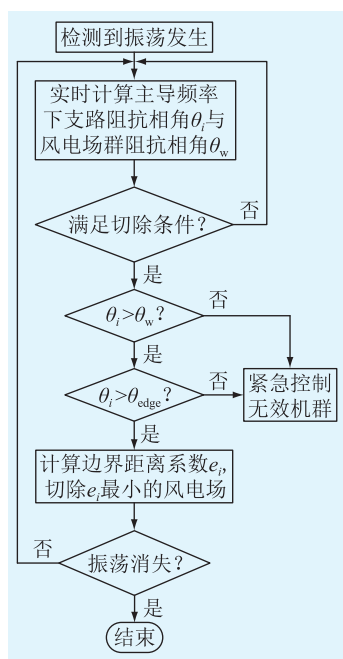 检测到振荡发生
实时计算主导频率
下支路阻抗相角θi与
风电场群阻抗相角θw
满足切除条件?
否
是
θi>θw?
否
是
θi>θedge?
否
紧急控制
无效机群
是
计算边界距离系数ei,
切除ei最小的风电场
振荡消失?
否
是
结束